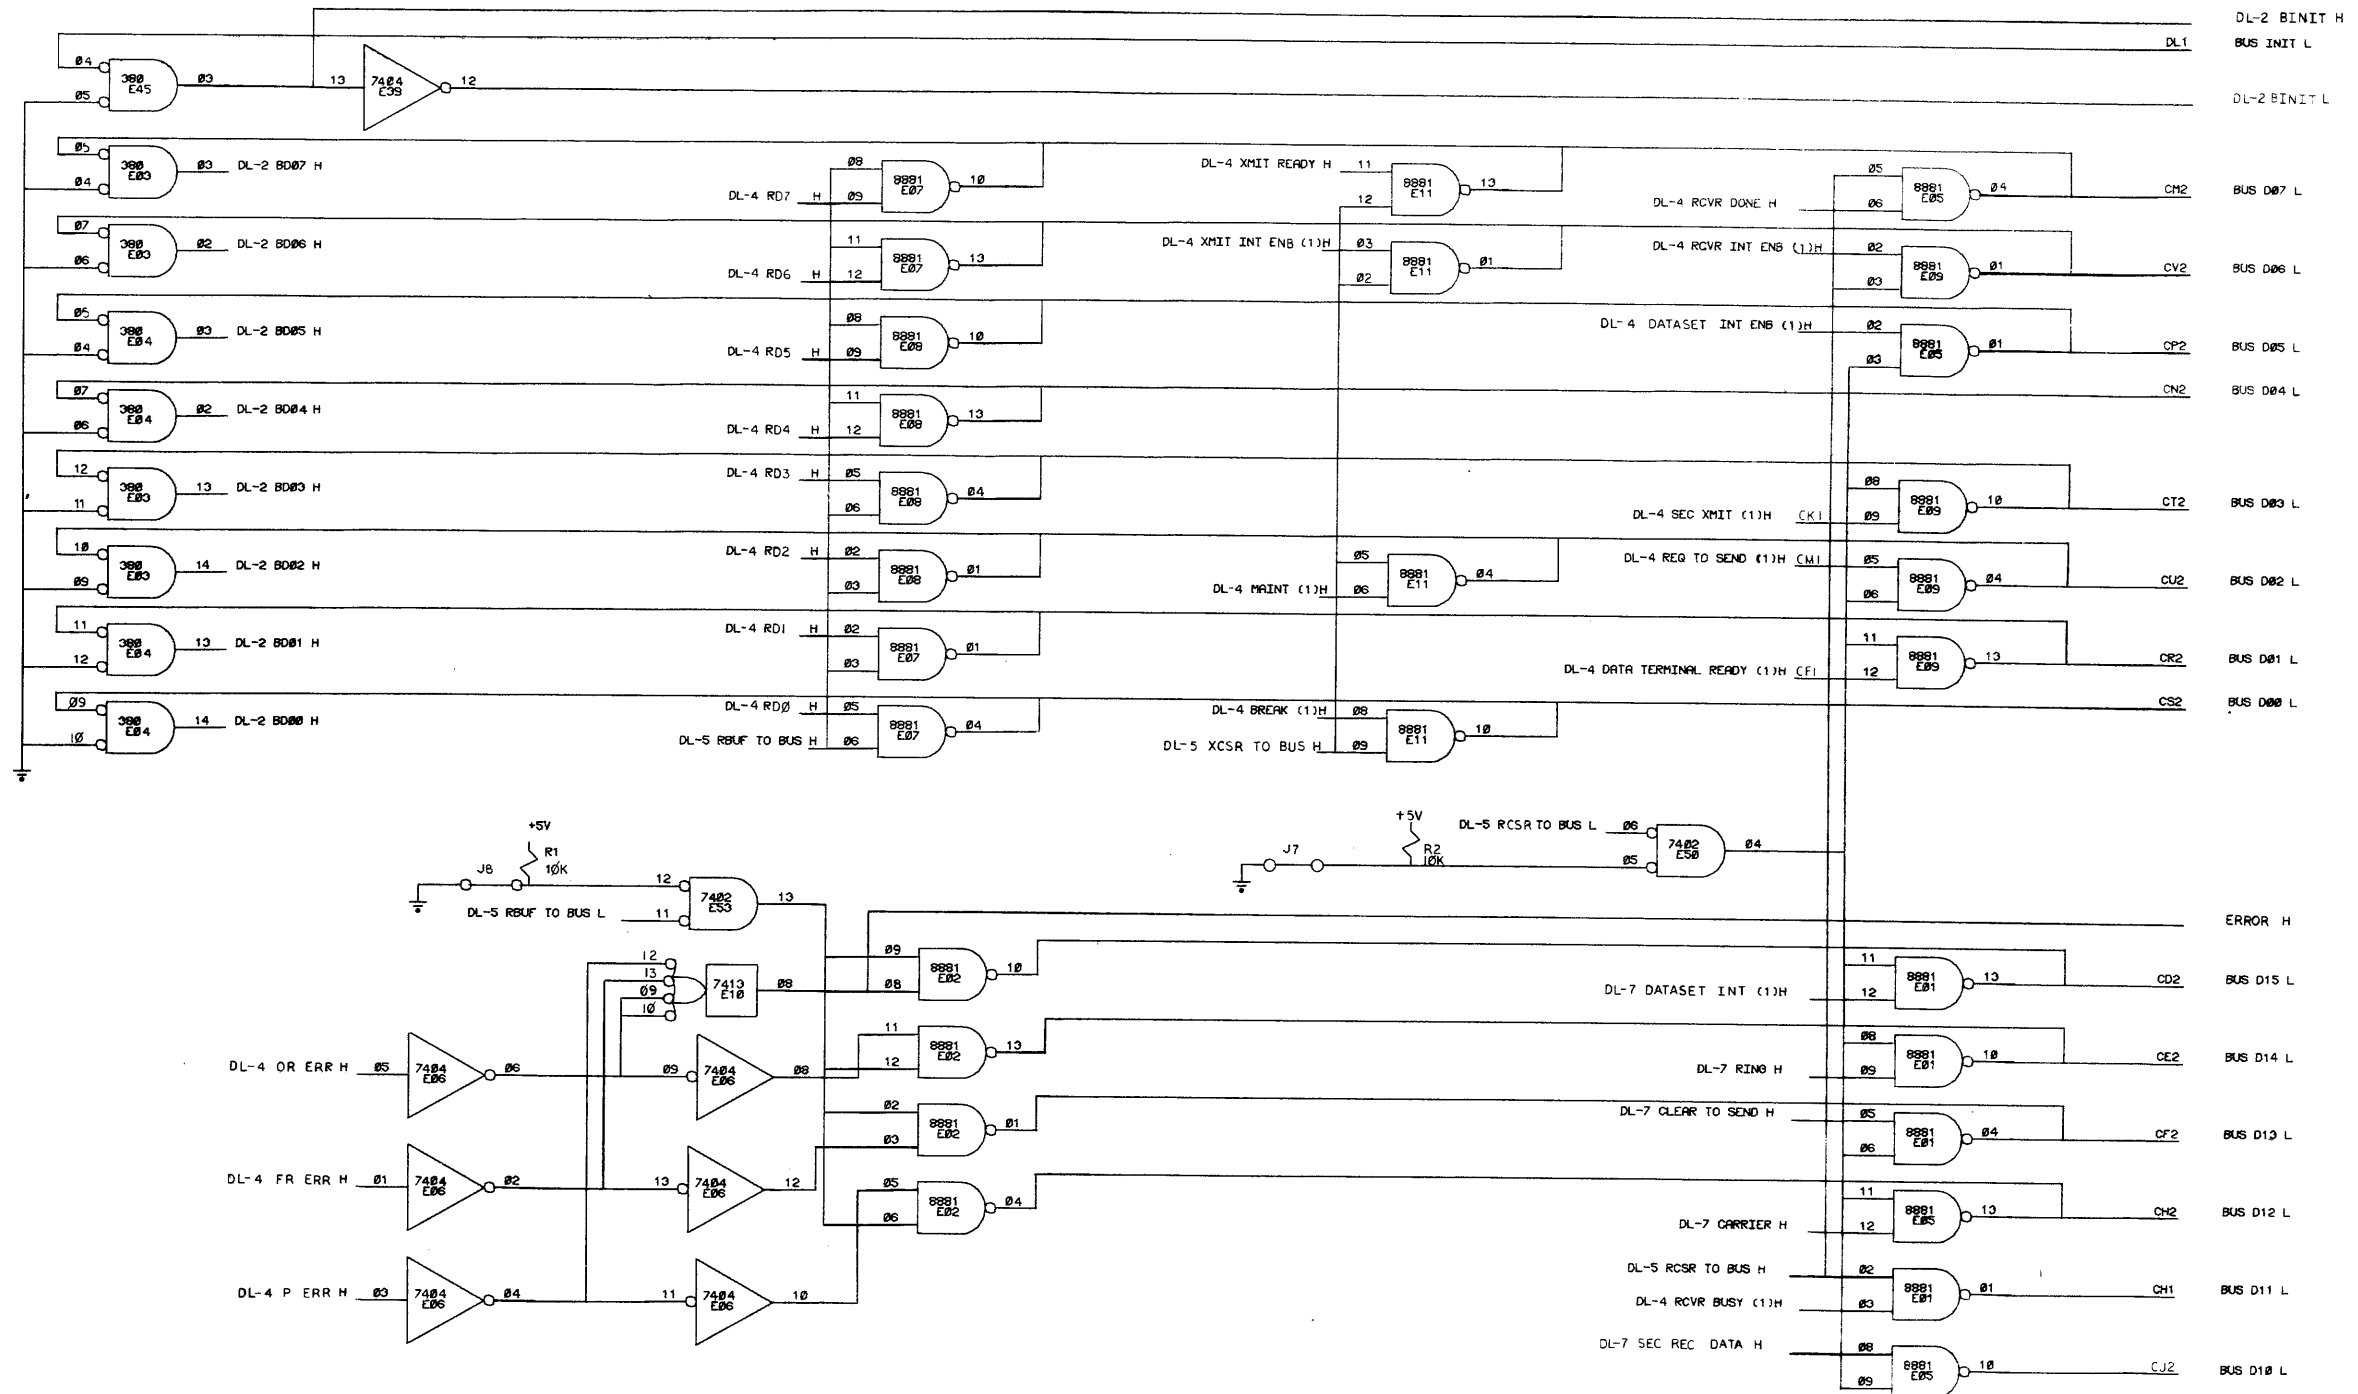 DL-2 BINIT H
DL1 BUS INIT L
04 380 E45 03 13 7404 E39 12
05
DL-2 BINIT L
05 380 E03 03 DL-2 BD07 H
04
08 8881 E07 10
DL-4 RD7 H 09
DL-4 XMIT READY H 11 8881 E11 13
12
05 8881 E05 04 CM2 BUS D07 L
DL-4 RCVR DONE H 06
07 380 E03 02 DL-2 BD06 H
06
11 8881 E07 13
DL-4 RD6 H 12
DL-4 XMIT INT ENB (1)H 03 8881 E11 01
02
DL-4 RCVR INT ENB (1)H 02 8881 E09 01 CV2 BUS D06 L
03
05 380 E04 03 DL-2 BD05 H
04
08 8881 E08 10
DL-4 RD5 H 09
DL-4 DATASET INT ENB (1)H 02 8881 E05 01 CP2 BUS D05 L
03
07 380 E04 02 DL-2 BD04 H
06
11 8881 E08 13
DL-4 RD4 H 12
CN2 BUS D04 L
12 380 E03 13 DL-2 BD03 H
11
DL-4 RD3 H 05 8881 E08 04
06
08 8881 E09 10 CT2 BUS D03 L
DL-4 SEC XMIT (1)H CK1 09
10 380 E03 14 DL-2 BD02 H
09
DL-4 RD2 H 02 8881 E08 01
03
05 8881 E11 04
DL-4 MAINT (1)H 06
DL-4 REQ TO SEND (1)H CM1 05 8881 E09 04 CU2 BUS D02 L
06
11 380 E04 13 DL-2 BD01 H
12
DL-4 RD1 H 02 8881 E07 01
03
11 8881 E09 13 CR2 BUS D01 L
DL-4 DATA TERMINAL READY (1)H CF1 12
09 380 E04 14 DL-2 BD00 H
10
DL-4 RD0 H 05 8881 E07 04
DL-5 RBUF TO BUS H 06
DL-4 BREAK (1)H 08 8881 E11 10
DL-5 XCSR TO BUS H 09
CS2 BUS D00 L
+5V
R1
10K
J8
12 7402 E53 13
DL-5 RBUF TO BUS L 11
+5V
R2
10K
J7
DL-5 RCSR TO BUS L 06 7402 E50 04
05
ERROR H
12
13
09
10
7413 E10 08
09 8881 E02 10
08
11 8881 E01 13 CD2 BUS D15 L
DL-7 DATASET INT (1)H 12
DL-4 OR ERR H 05 7404 E06 06 09 7404 E06 08
11 8881 E02 13
12
08 8881 E01 10 CE2 BUS D14 L
DL-7 RING H 09
02 8881 E02 01
03
DL-7 CLEAR TO SEND H 05 8881 E01 04 CF2 BUS D13 L
06
DL-4 FR ERR H 01 7404 E06 02 13 7404 E06 12
05 8881 E02 04
06
11 8881 E05 13 CH2 BUS D12 L
DL-7 CARRIER H 12
DL-4 P ERR H 03 7404 E06 04 11 7404 E06 10
DL-5 RCSR TO BUS H 02 8881 E01 01 CH1 BUS D11 L
DL-4 RCVR BUSY (1)H 03
DL-7 SEC REC DATA H 08 8881 E05 10 CJ2 BUS D10 L
09